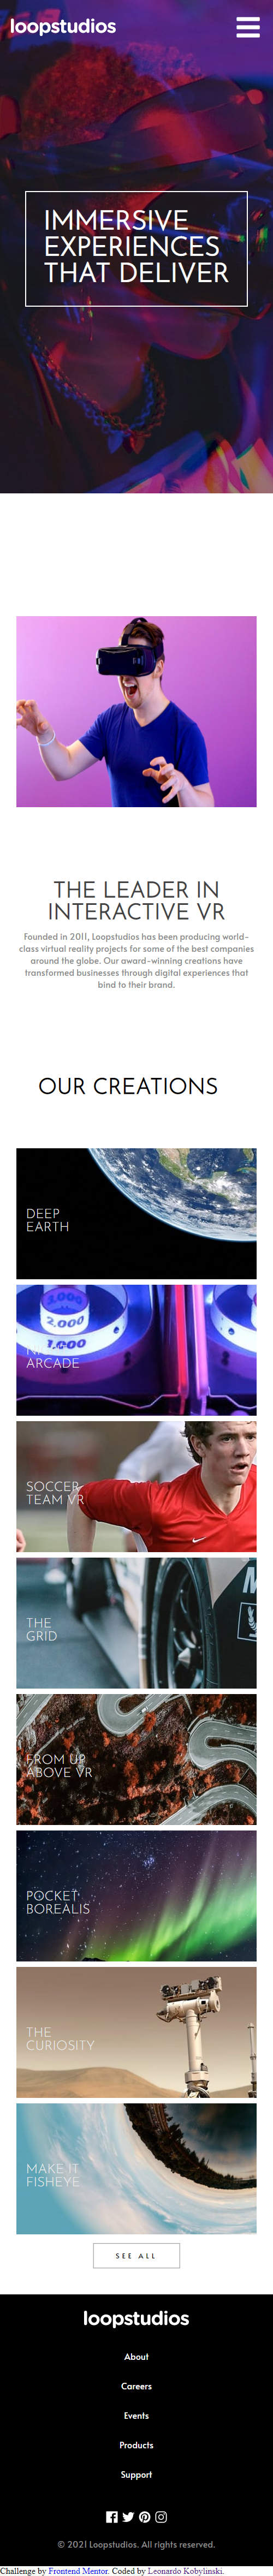 loopstudios
IMMERSIVE
EXPERIENCES
THAT DELIVER
THE LEADER IN
INTERACTIVE VR
Founded in 2011, Loopstudios has been producing world-
class virtual reality projects for some of the best companies
around the globe. Our award-winning creations have
transformed businesses through digital experiences that
bind to their brand.
OUR CREATIONS
DEEP
EARTH
3.000
2.000
1.000
ARCADE
SOCCER
TEAM VR
THE
GRID
FROM UP
ABOVE VR
POCKET
BOREALIS
THE
CURIOSITY
MAKE IT
FISHEYE
SEE ALL
loopstudios
About
Careers
Events
Products
Support
© 2021 Loopstudios. All rights reserved.
Challenge by Frontend Mentor. Coded by Leonardo Kobylinski.